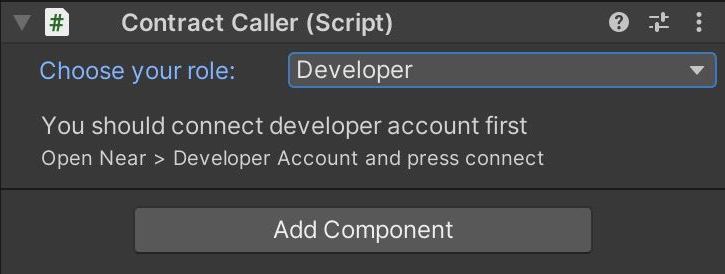 # Contract Caller (Script)
Choose your role: Developer
You should connect developer account first
Open Near > Developer Account and press connect
Add Component